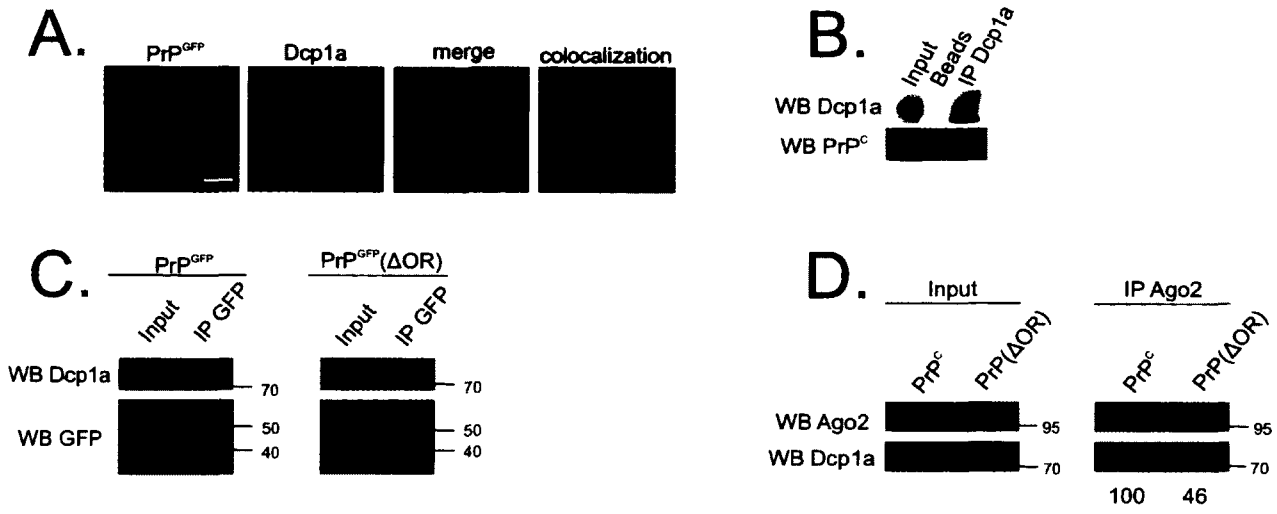 A.
PrP^GFP Dcp1a merge colocalization
B.
Input Beads IP Dcp1a
WB Dcp1a
WB PrP^C
C.
PrP^GFP PrP^GFP(ΔOR)
Input IP GFP Input IP GFP
WB Dcp1a 70 70
WB GFP 50 50
40 40
D.
Input IP Ago2
PrP^C PrP(ΔOR) PrP^C PrP(ΔOR)
WB Ago2 95 95
WB Dcp1a 70 70
100 46